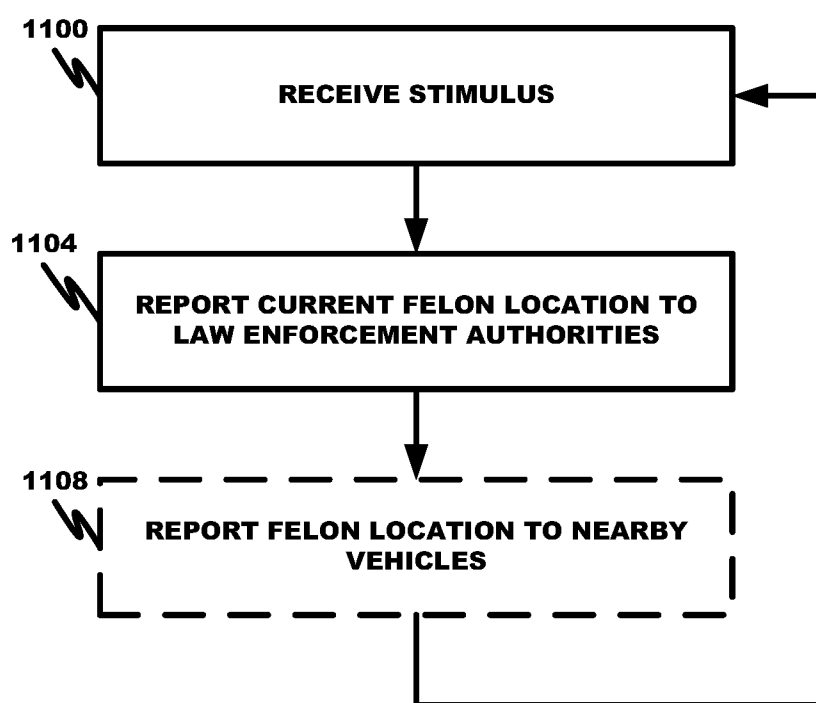 1100
RECEIVE STIMULUS
1104
REPORT CURRENT FELON LOCATION TO
LAW ENFORCEMENT AUTHORITIES
1108
REPORT FELON LOCATION TO NEARBY
VEHICLES